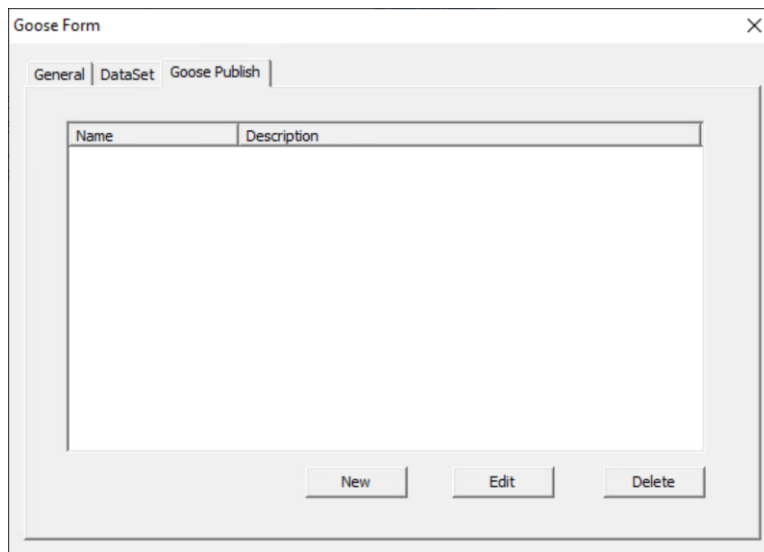 Goose Form
General DataSet Goose Publish
Name Description
New Edit Delete